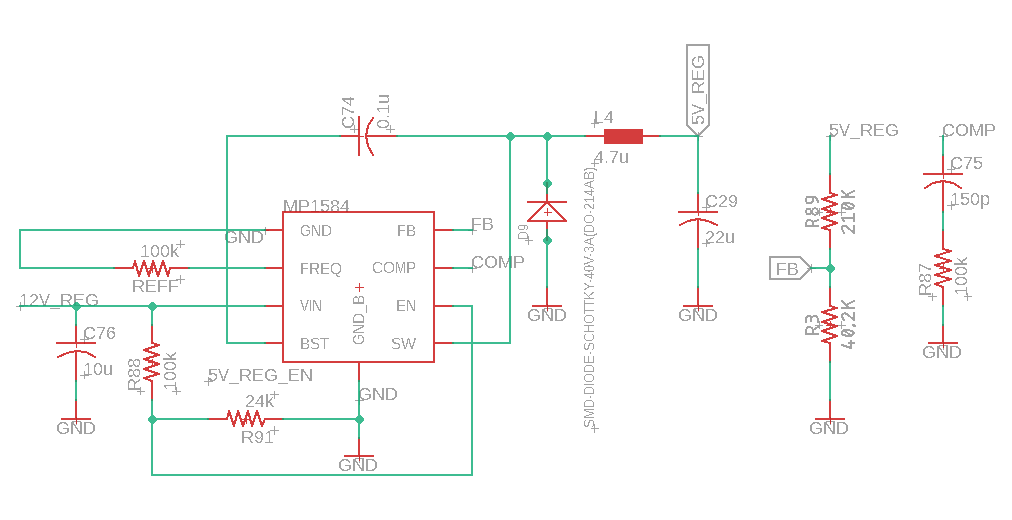 5V_REG
C74
0.1u
L4
4.7u
5V_REG
COMP
C75
150p
MP1584
R89
210K
C29
22u
SMD-DIODE-SCHOTTKY-40V-3A(DO-214AB)
D9
GND
GND
FB
FB
100k
FREQ
COMP
COMP
REFF
FB
R87
100k
12V_REG
VIN
GND_B
EN
GND
GND
R3
40.2K
C76
10u
BST
SW
R88
100k
GND
5V_REG_EN
GND
24k
R91
GND
GND
GND